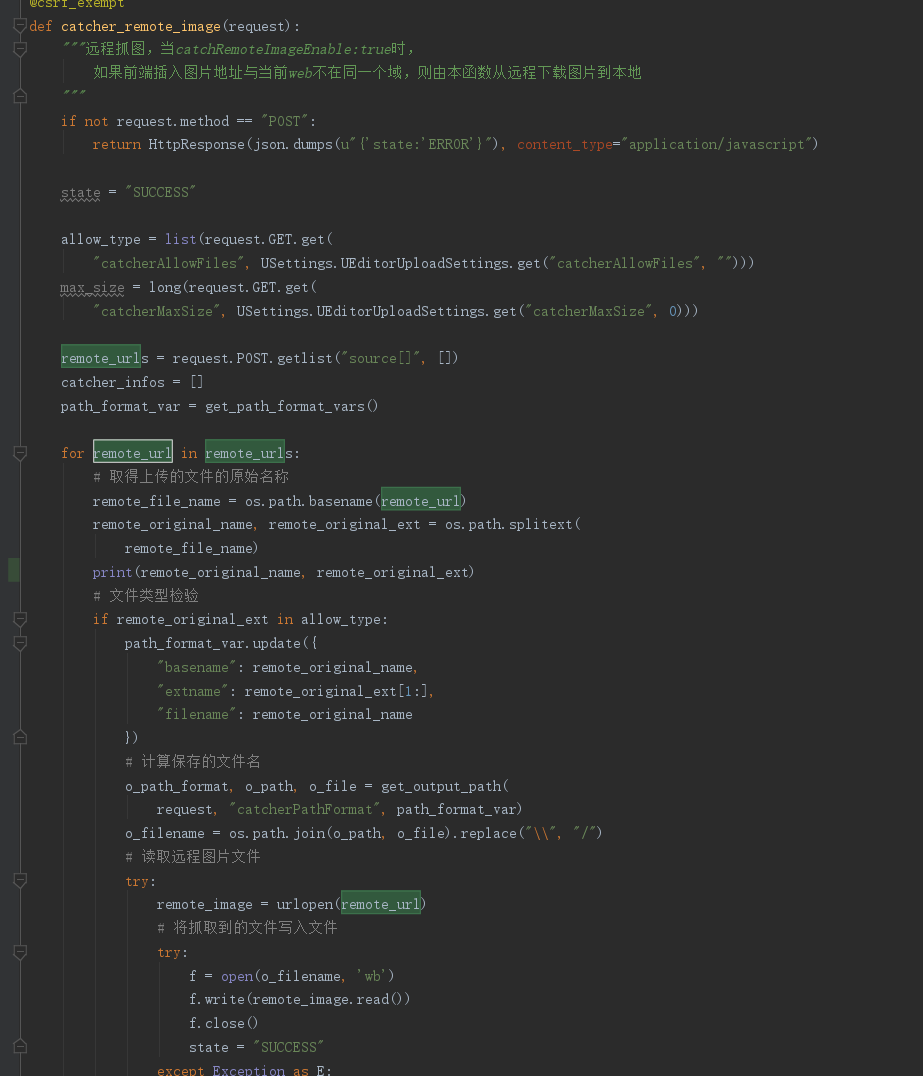 @csrf_exempt
def catcher_remote_image(request):
    """远程抓图，当catchRemoteImageEnable:true时，
        如果前端插入图片地址与当前web不在同一个域，则由本函数从远程下载图片到本地
    """
    if not request.method == "POST":
        return HttpResponse(json.dumps(u"{'state:'ERROR'}"), content_type="application/javascript")
    state = "SUCCESS"
    allow_type = list(request.GET.get(
        "catcherAllowFiles", USettings.UEditorUploadSettings.get("catcherAllowFiles", "")))
    max_size = long(request.GET.get(
        "catcherMaxSize", USettings.UEditorUploadSettings.get("catcherMaxSize", 0)))
    remote_urls = request.POST.getlist("source[]", [])
    catcher_infos = []
    path_format_var = get_path_format_vars()
    for remote_url in remote_urls:
        # 取得上传的文件的原始名称
        remote_file_name = os.path.basename(remote_url)
        remote_original_name, remote_original_ext = os.path.splitext(
            remote_file_name)
        print(remote_original_name, remote_original_ext)
        # 文件类型检验
        if remote_original_ext in allow_type:
            path_format_var.update({
                "basename": remote_original_name,
                "extname": remote_original_ext[1:],
                "filename": remote_original_name
            })
            # 计算保存的文件名
            o_path_format, o_path, o_file = get_output_path(
                request, "catcherPathFormat", path_format_var)
            o_filename = os.path.join(o_path, o_file).replace("\\", "/")
            # 读取远程图片文件
            try:
                remote_image = urlopen(remote_url)
                # 将抓取到的文件写入文件
                try:
                    f = open(o_filename, 'wb')
                    f.write(remote_image.read())
                    f.close()
                    state = "SUCCESS"
                except Exception as E: